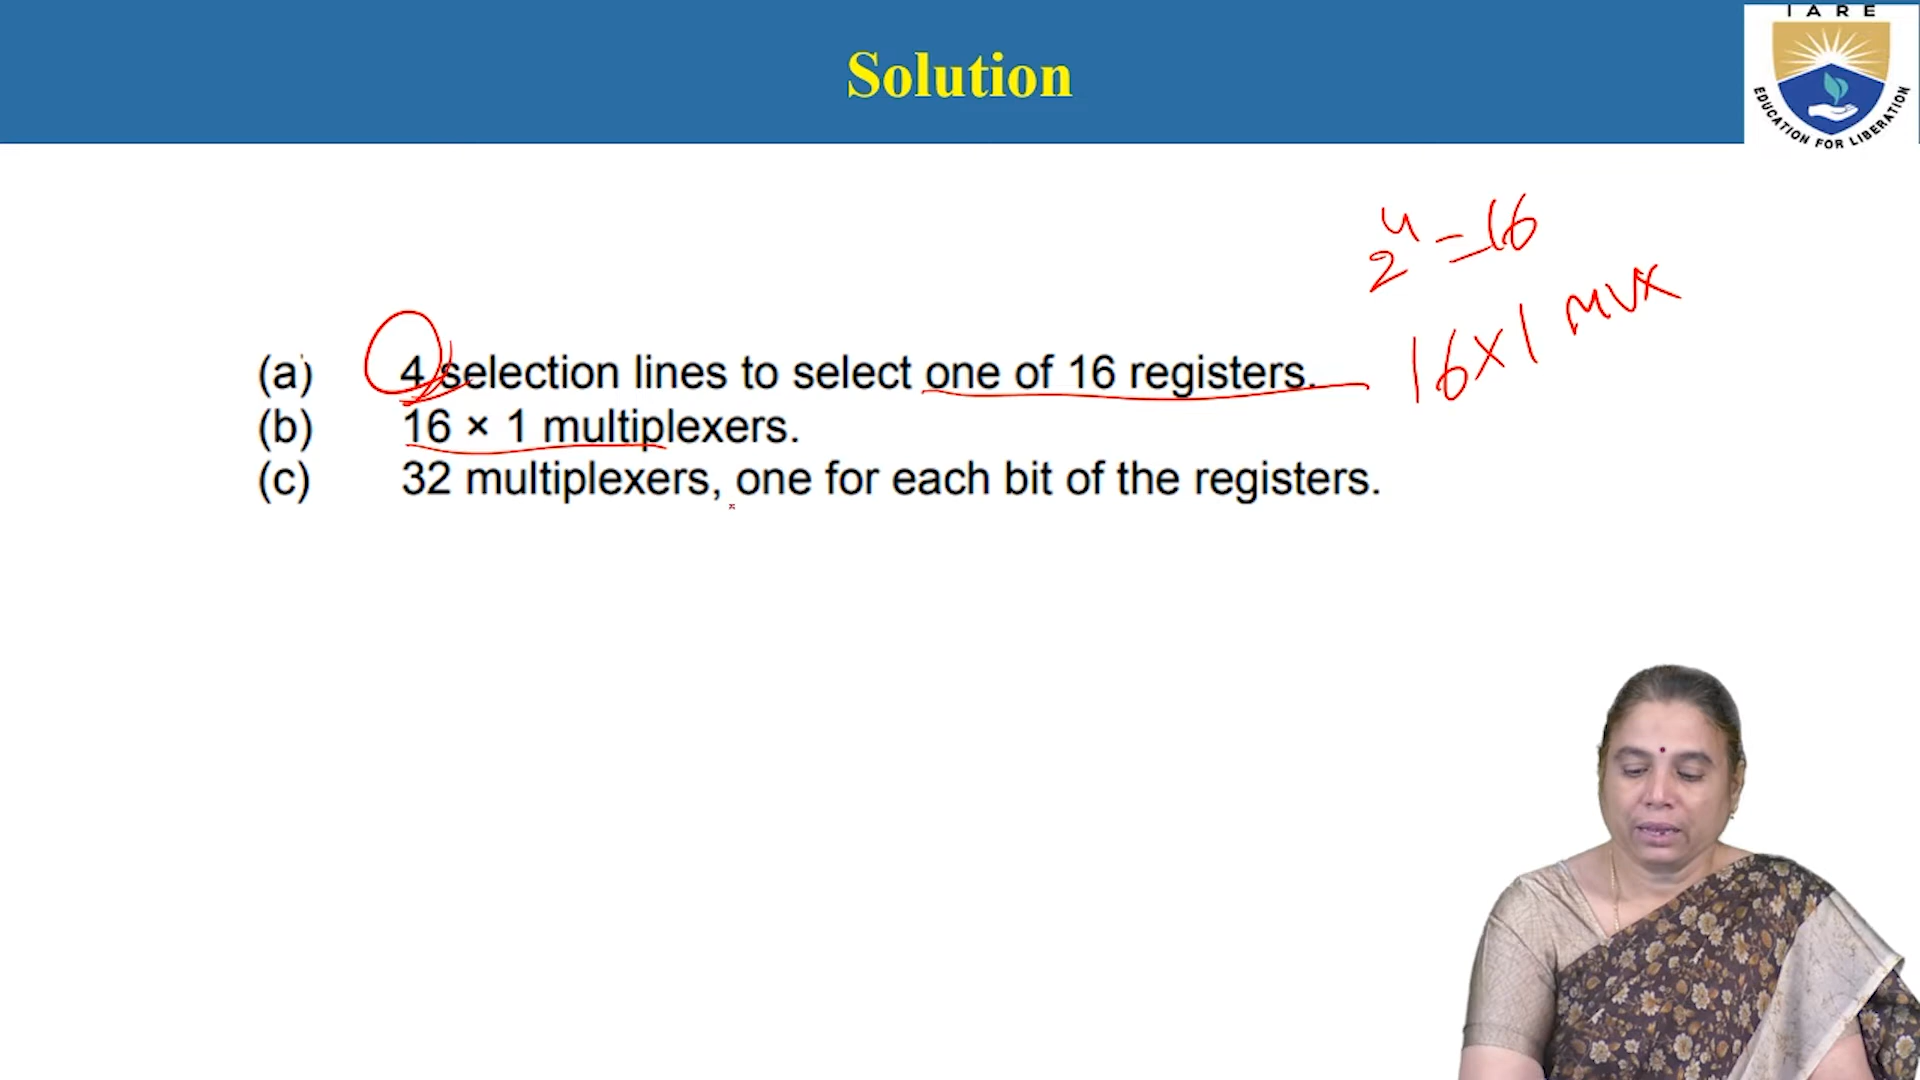 Solution
IARE
EDUCATION FOR LIBERATION
2^4 = 16
16 x 1 MUX
(a) 4 selection lines to select one of 16 registers.
(b) 16 × 1 multiplexers.
(c) 32 multiplexers, one for each bit of the registers.